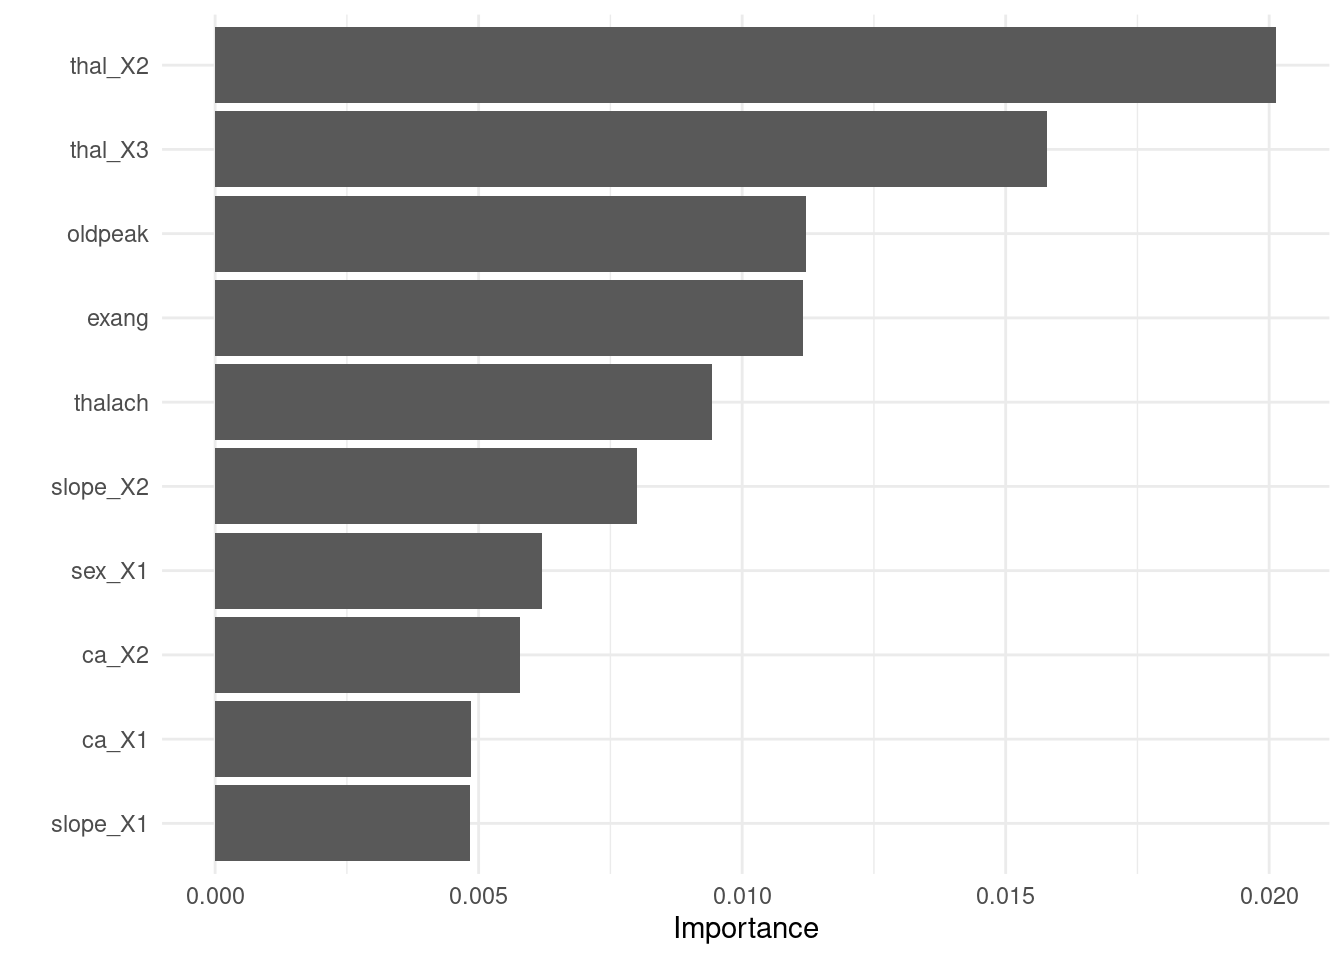 thal_X2
thal_X3
oldpeak
exang
thalach
slope_X2
sex_X1
ca_X2
ca_X1
slope_X1
0.000 0.005 0.010 0.015 0.020
Importance